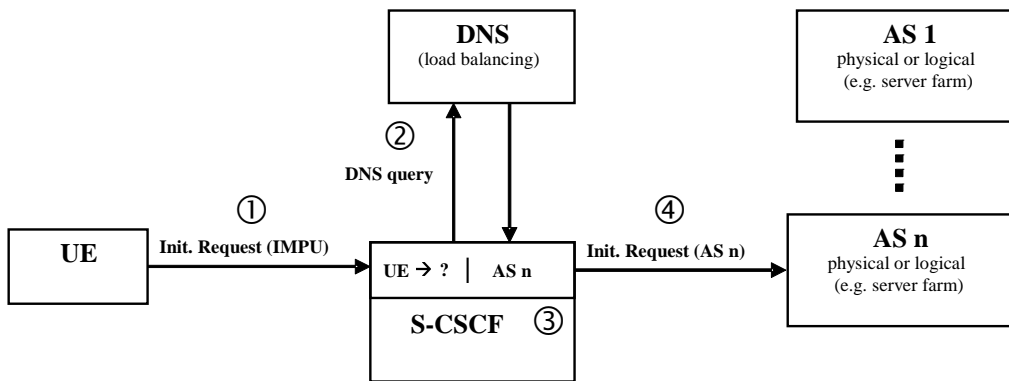 DNS
(load balancing)
AS 1
physical or logical
(e.g. server farm)
②
DNS query
①
Init. Request (IMPU)
UE
UE → ? | AS n
S-CSCF ③
④
Init. Request (AS n)
AS n
physical or logical
(e.g. server farm)